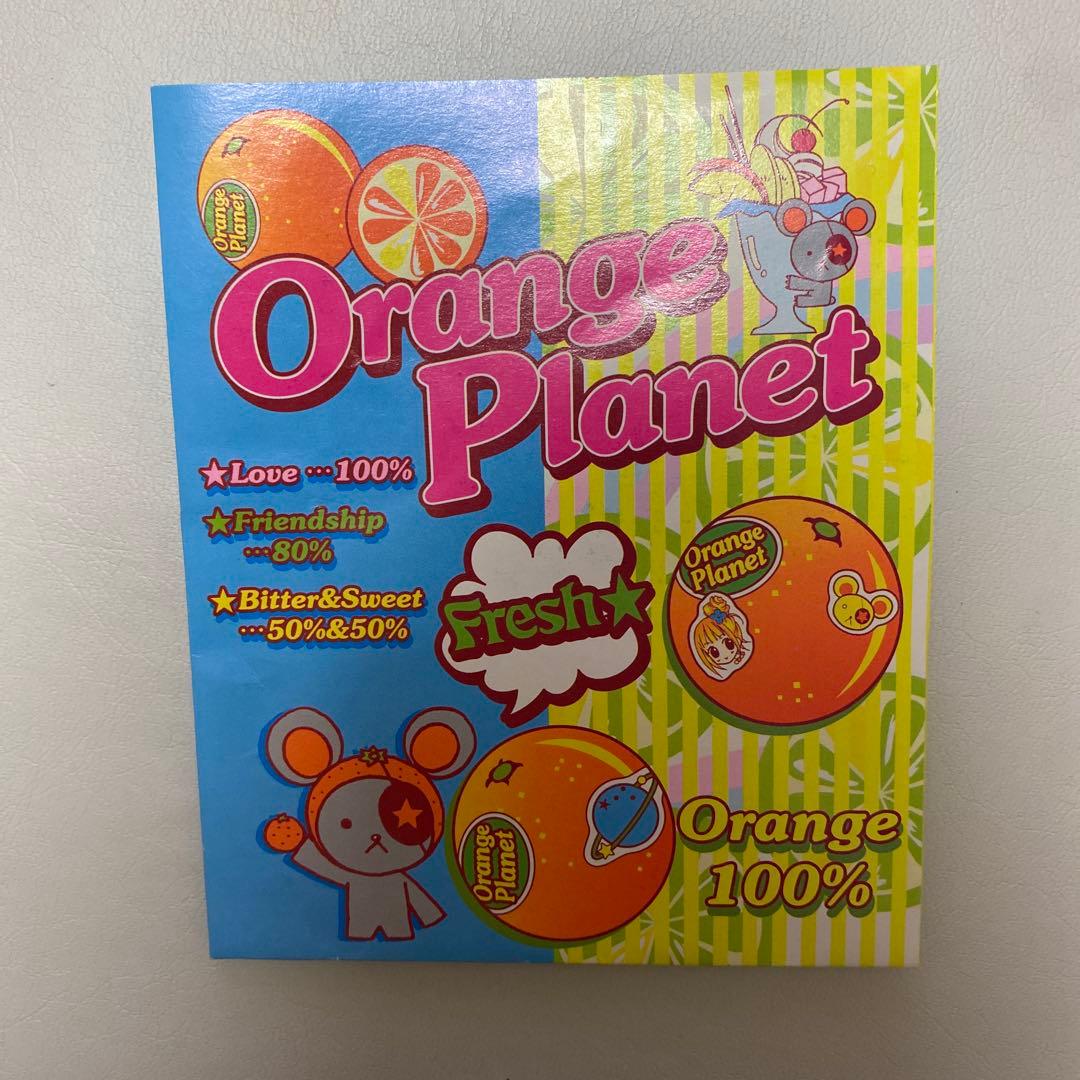 Orange
Planet
Orange
Planet
★Love …100%
★Friendship
…80%
★Bitter&Sweet
…50%&50%
Fresh★
Orange
Planet
Orange
Planet
Orange
100%